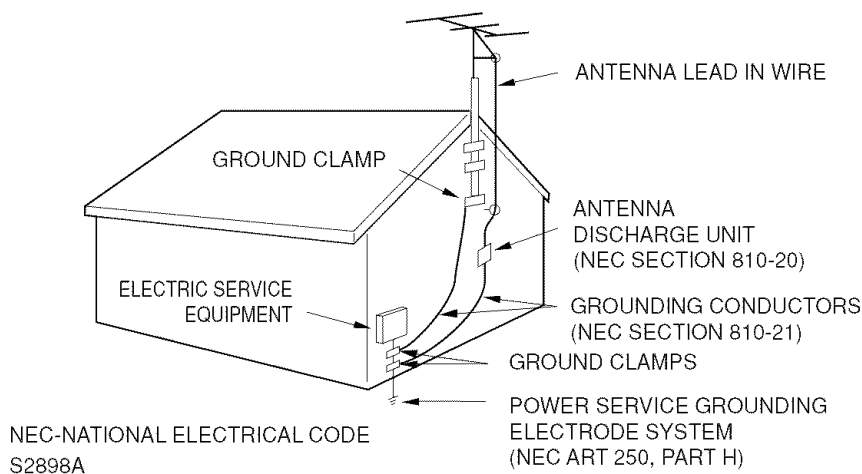 ANTENNA LEAD IN WIRE
GROUND CLAMP
ANTENNA
DISCHARGE UNIT
(NEC SECTION 810-20)
ELECTRIC SERVICE
EQUIPMENT
GROUNDING CONDUCTORS
(NEC SECTION 810-21)
GROUND CLAMPS
POWER SERVICE GROUNDING
ELECTRODE SYSTEM
(NEC ART 250, PART H)
NEC-NATIONAL ELECTRICAL CODE
S2898A